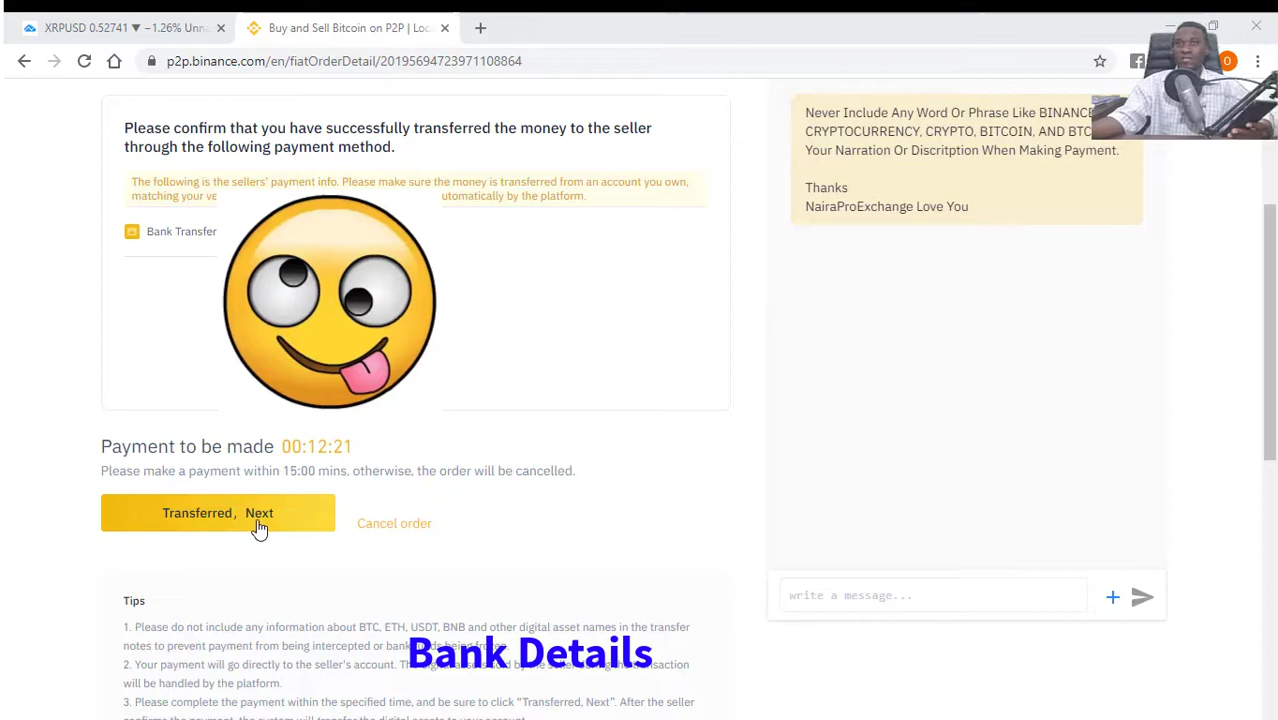 XRPUSD 0.52741 ▼ −1.26% Unn
Buy and Sell Bitcoin on P2P | Loc
p2p.binance.com/en/fiatOrderDetail/20195694723971108864
0
Please confirm that you have successfully transferred the money to the seller
through the following payment method.
The following is the sellers' payment info. Please make sure the money is transferred from an account you own,
matching your ve
utomatically by the platform.
Bank Transfer
Payment to be made 00:12:21
Please make a payment within 15:00 mins, otherwise, the order will be cancelled.
Transferred, Next
Cancel order
Tips
1. Please do not include any information about BTC, ETH, USDT, BNB and other digital asset names in the transfer
notes to prevent payment from being intercepted or bank being frozen.
2. Your payment will go directly to the seller's account. The
transaction
will be handled by the platform.
3. Please complete the payment within the specified time, and be sure to click "Transferred, Next". After the seller
Bank Details
Never Include Any Word Or Phrase Like BINANCE
CRYPTOCURRENCY, CRYPTO, BITCOIN, AND BTC
Your Narration Or Discritption When Making Payment.
Thanks
NairaProExchange Love You
write a message...